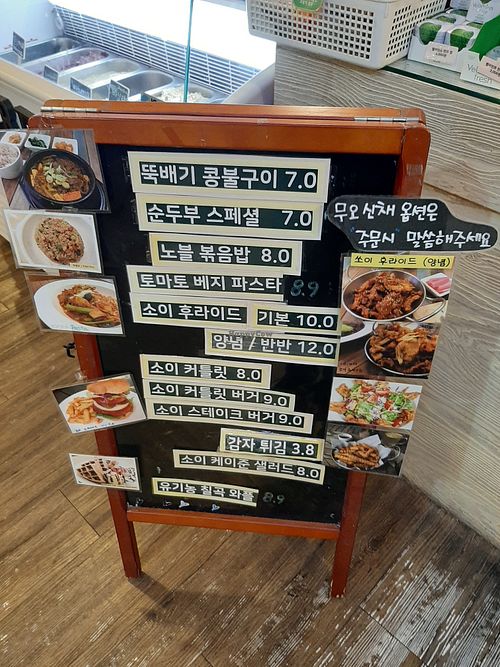 뚝배기 콩불구이 7.0
순두부 스페셜 7.0
노블 볶음밥 8.0
토마토 베지 파스타 8.9
소이 후라이드 기본 10.0
양념 / 반반 12.0
소이 커틀릿 8.0
소이 커틀릿 버거 9.0
소이 스테이크 버거 9.0
감자 튀김 3.8
소이 케이준 샐러드 8.0
유기농 칠곡 와플 8.9
무오신채 옵션은
"주문시" 말씀해주세요
쏘이 후라이드 (양념)